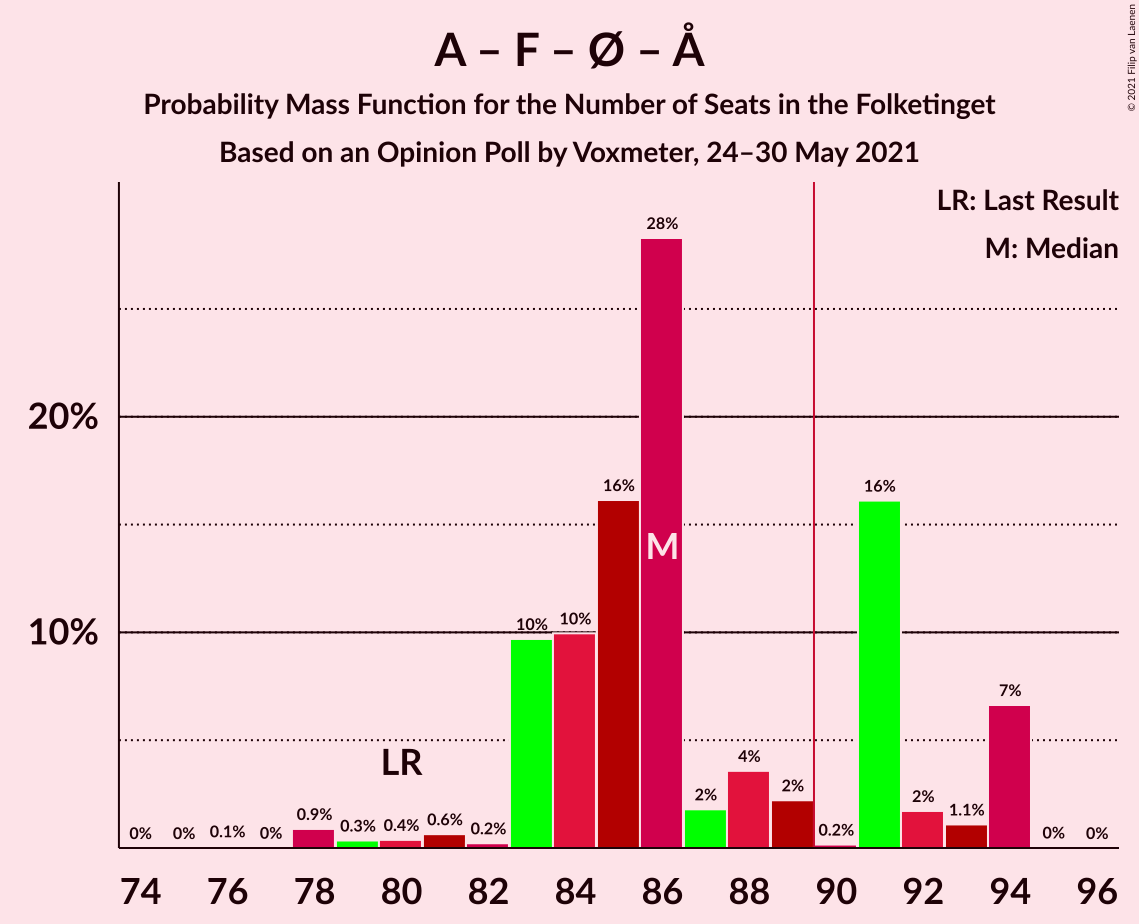 A – F – Ø – Å
Probability Mass Function for the Number of Seats in the Folketinget
Based on an Opinion Poll by Voxmeter, 24–30 May 2021
© 2021 Filip van Laenen
LR: Last Result
M: Median
20%
10%
0% 0% 0.1% 0% 0.9% 0.3% 0.4% 0.6% 0.2% 10% 10% 16% 28% 2% 4% 2% 0.2% 16% 2% 1.1% 7% 0% 0%
LR
M
74 76 78 80 82 84 86 88 90 92 94 96